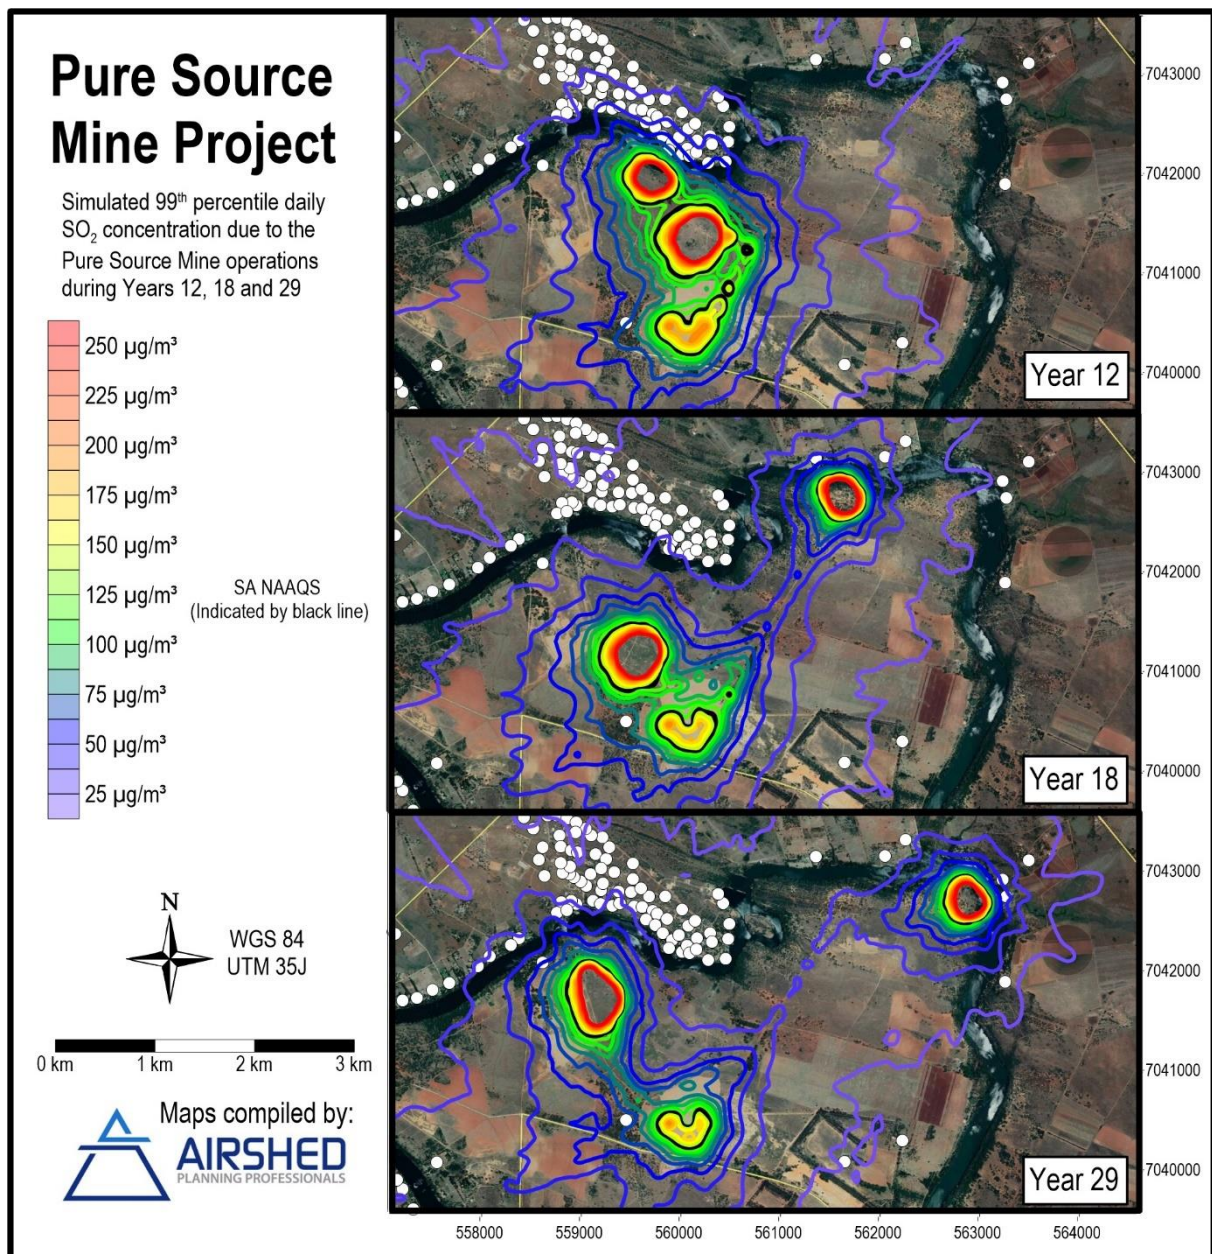 Pure Source
Mine Project
Simulated 99th percentile daily
SO2 concentration due to the
Pure Source Mine operations
during Years 12, 18 and 29
250 µg/m³
225 µg/m³
200 µg/m³
175 µg/m³
150 µg/m³
125 µg/m³
100 µg/m³
75 µg/m³
50 µg/m³
25 µg/m³
SA NAAQS
(Indicated by black line)
N
WGS 84
UTM 35J
0 km 1 km 2 km 3 km
Maps compiled by:
AIRSHED
PLANNING PROFESSIONALS
7043000
7042000
7041000
7040000
Year 12
7043000
7042000
7041000
7040000
Year 18
7043000
7042000
7041000
7040000
Year 29
558000 559000 560000 561000 562000 563000 564000